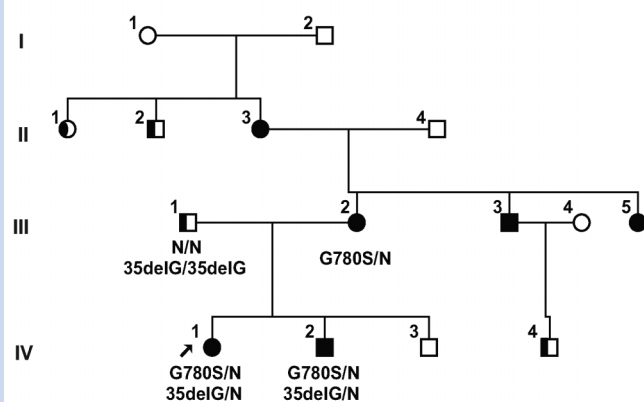 I 1 2
II 1 2 3 4
III 1 2 3 4 5
N/N G780S/N
35delG/35delG
IV 1 2 3 4
G780S/N G780S/N
35delG/N 35delG/N